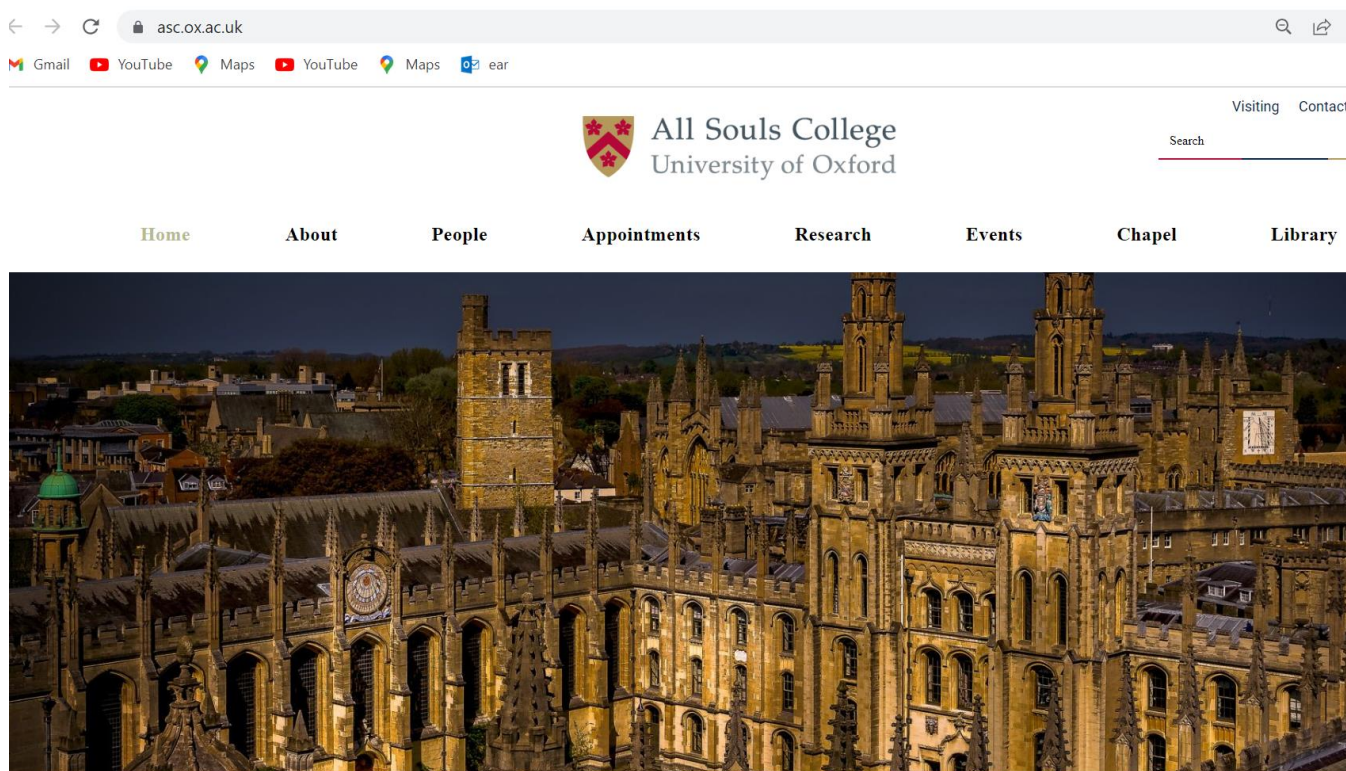 asc.ox.ac.uk
Gmail YouTube Maps YouTube Maps ear
Visiting Contact
All Souls College
University of Oxford
Search
Home About People Appointments Research Events Chapel Library